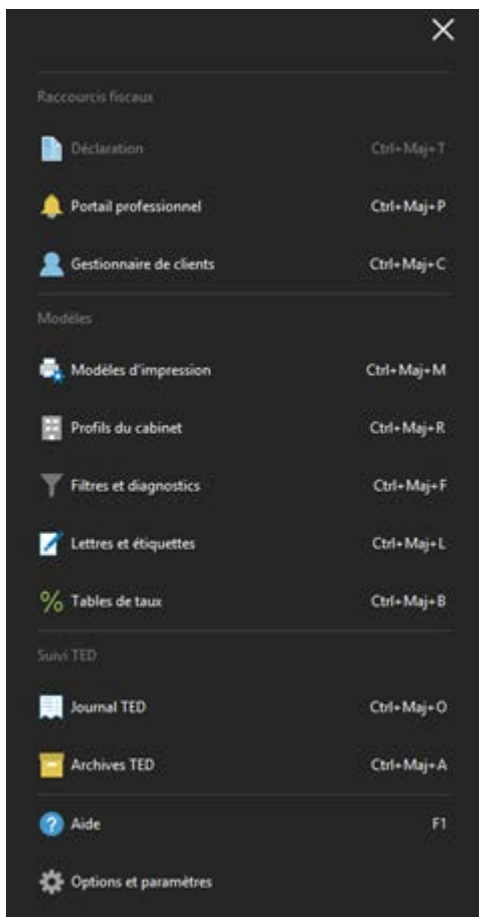 Raccourcis fiscaux
Déclaration Ctrl+Maj+T
Portail professionnel Ctrl+Maj+P
Gestionnaire de clients Ctrl+Maj+C
Modèles
Modèles d'impression Ctrl+Maj+M
Profils du cabinet Ctrl+Maj+R
Filtres et diagnostics Ctrl+Maj+F
Lettres et étiquettes Ctrl+Maj+L
% Tables de taux Ctrl+Maj+B
Suivi TED
Journal TED Ctrl+Maj+O
Archives TED Ctrl+Maj+A
? Aide F1
Options et paramètres